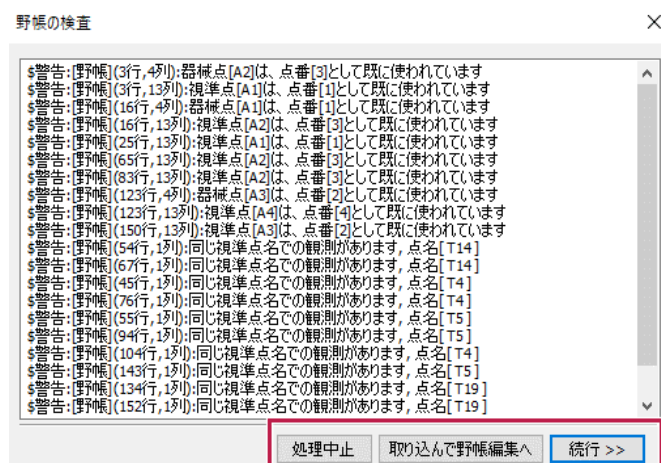 野帳の検査
$警告:[野帳](3行,4列):器械点[A2]は、点番[3]として既に使われています
$警告:[野帳](3行,13列):視準点[A1]は、点番[1]として既に使われています
$警告:[野帳](16行,4列):器械点[A1]は、点番[1]として既に使われています
$警告:[野帳](16行,13列):視準点[A2]は、点番[3]として既に使われています
$警告:[野帳](25行,13列):視準点[A1]は、点番[1]として既に使われています
$警告:[野帳](65行,13列):視準点[A2]は、点番[3]として既に使われています
$警告:[野帳](83行,13列):視準点[A2]は、点番[3]として既に使われています
$警告:[野帳](123行,4列):器械点[A3]は、点番[2]として既に使われています
$警告:[野帳](123行,13列):視準点[A4]は、点番[4]として既に使われています
$警告:[野帳](150行,13列):視準点[A3]は、点番[2]として既に使われています
$警告:[野帳](54行,1列):同じ視準点名での観測があります, 点名[T14]
$警告:[野帳](67行,1列):同じ視準点名での観測があります, 点名[T14]
$警告:[野帳](45行,1列):同じ視準点名での観測があります, 点名[T4]
$警告:[野帳](76行,1列):同じ視準点名での観測があります, 点名[T4]
$警告:[野帳](55行,1列):同じ視準点名での観測があります, 点名[T5]
$警告:[野帳](94行,1列):同じ視準点名での観測があります, 点名[T5]
$警告:[野帳](104行,1列):同じ視準点名での観測があります, 点名[T4]
$警告:[野帳](143行,1列):同じ視準点名での観測があります, 点名[T5]
$警告:[野帳](134行,1列):同じ視準点名での観測があります, 点名[T19]
$警告:[野帳](152行,1列):同じ視準点名での観測があります, 点名[T19]
処理中止 取り込んで野帳編集へ 続行 >>